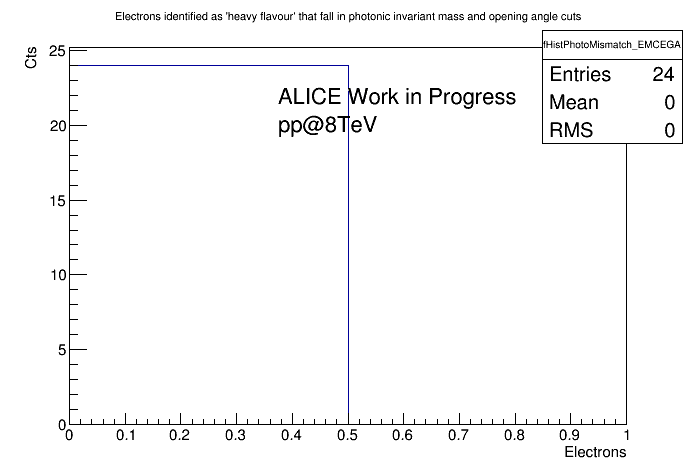 Electrons identified as 'heavy flavour' that fall in photonic invariant mass and opening angle cuts
fHistPhotoMismatch_EMCEGA
Entries 24
Mean 0
RMS 0
Cts
ALICE Work in Progress
pp@8TeV
25
20
15
10
5
0
0 0.1 0.2 0.3 0.4 0.5 0.6 0.7 0.8 0.9 1
Electrons